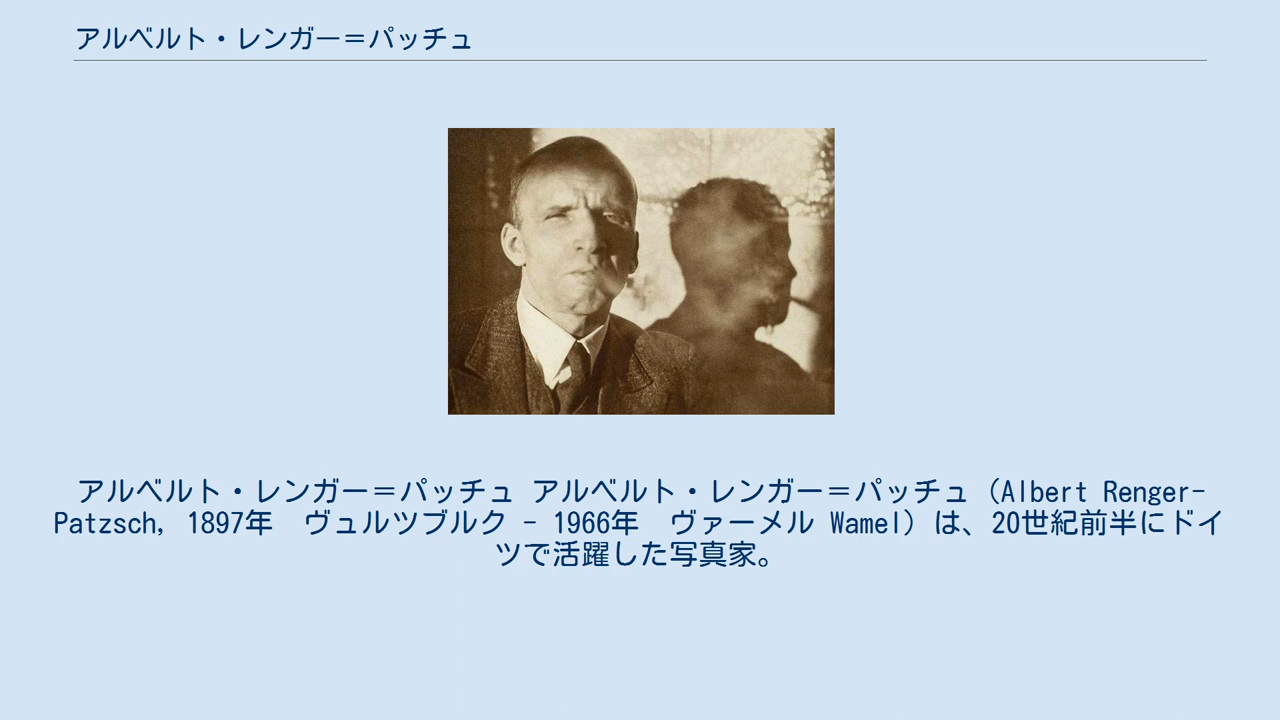 アルベルト・レンガー＝パッチュ
アルベルト・レンガー＝パッチュ アルベルト・レンガー＝パッチュ（Albert Renger-
Patzsch, 1897年　ヴュルツブルク - 1966年　ヴァーメル Wamel）は、20世紀前半にドイ
ツで活躍した写真家。